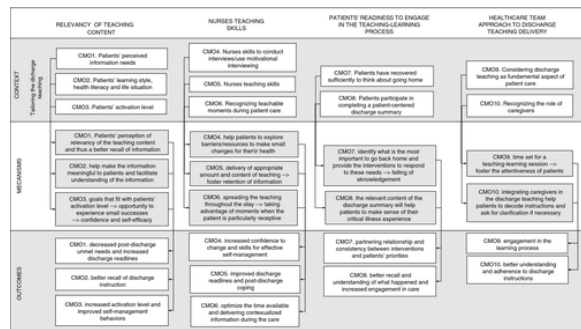 RELEVANCY OF TEACHING
CONTENT
NURSES TEACHING
SKILLS
PATIENTS' READINESS TO ENGAGE
IN THE TEACHING-LEARNING
PROCESS
HEALTHCARE TEAM
APPROACH TO DISCHARGE
TEACHING DELIVERY
CONTEXT
Tailoring the discharge
teaching
CMO1. Patients' perceived
information needs
CMO2. Patients' learning style,
health literacy and life situation
CMO3. Patients' activation level
CMO4. Nurses skills to conduct
interviews/use motivational
interviewing
CMO5. Nurses teaching skills
CMO6. Recognizing teachable
moments during patient care
CMO7. Patients have recovered
sufficiently to think about going home
CMO8. Patients participate in
completing a patient-centered
discharge summary
CMO9. Considering discharge
teaching as fundamental aspect of
patient care
CMO10. Recognizing the role of
caregivers
MECANISMS
CMO1. Patients' perception of
relevancy of the teaching content
and thus a better recall of information
CMO2. help make the information
meaningful to patients and facilitate
understanding of the information
CMO3. goals that fit with patients'
activation level --> opportunity to
experience small successes
--> confidence and self-efficacy
CMO4. help patients to explore
barriers/resources to make small
changes for their/r health
CMO5. delivery of appropriate
amount and content of teaching -->
foster retention of information
CMO6. spreading the teaching
throughout the day --> taking
advantage of moments when the
patient is particularly receptive
CMO7. identify what is the most
important to go back home and
provide the interventions to respond
to these needs --> felling of
aknowledgement
CMO8. the relevant content of the
discharge summary will help
patients to make sense of their
critical illness experience
CMO9. time set for a
teaching-learning session --> foster
the attentiveness of patients
CMO10. integrating caregivers in
the discharge teaching help
patients to decode instructions and
ask for clarification if necessary
OUTCOMES
CMO1. decreased post-discharge
unmet needs and increased
discharge readines
CMO2. better recall of discharge
instruction
CMO3. increased activation level and
improved self-management
behaviors
CMO4. increased confidence to
change and skills for effective
self-management
CMO5. improved discharge
readiness and post-discharge
coping
CMO6. optimize the time available
and delivering contextualized
information during the care
CMO7. partnering relationship and
consistency between interventions
and patients' priorities
CMO8. better recall and
understanding of what happened and
increased engagement in care
CMO9. engagement in the
learning process
CMO10. better understanding and
adherence to discharge
instructions